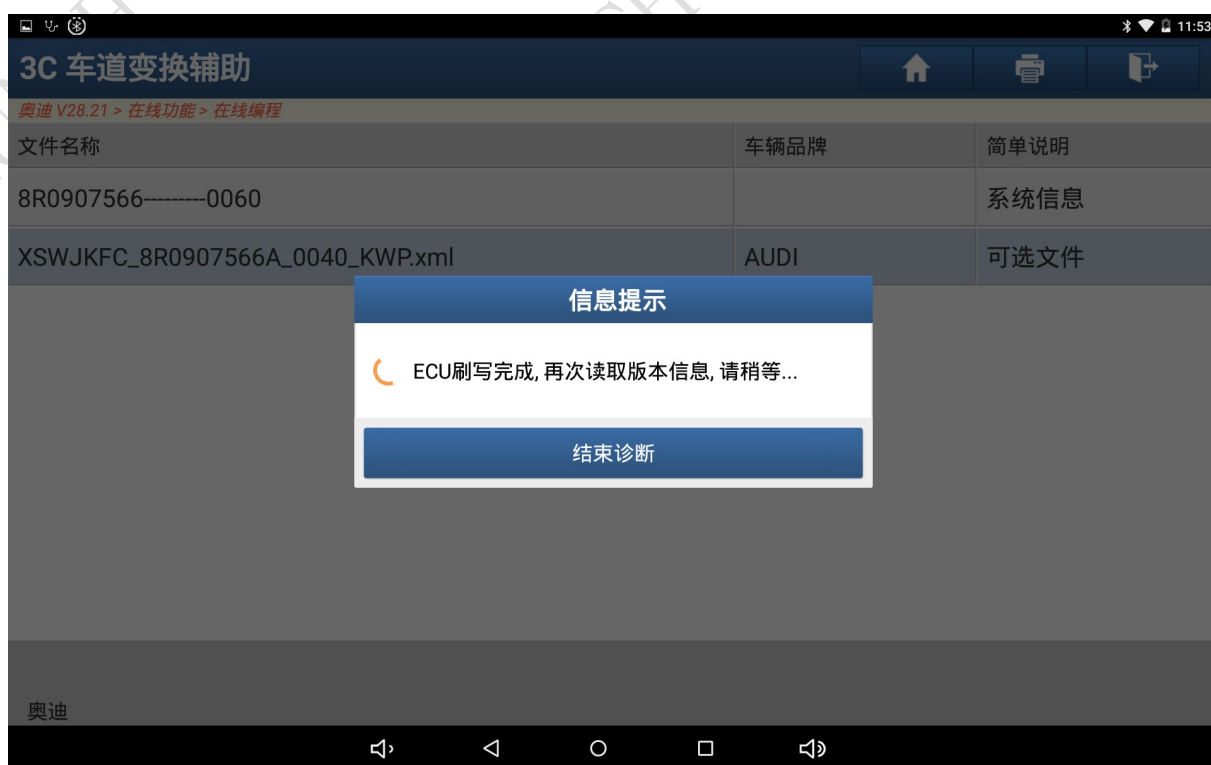 11:53
3C 车道变换辅助
奥迪 V28.21 > 在线功能 > 在线编程
文件名称 车辆品牌 简单说明
8R0907566---------0060 系统信息
XSWJKFC_8R0907566A_0040_KWP.xml AUDI 可选文件
信息提示
ECU刷写完成, 再次读取版本信息, 请稍等...
结束诊断
奥迪